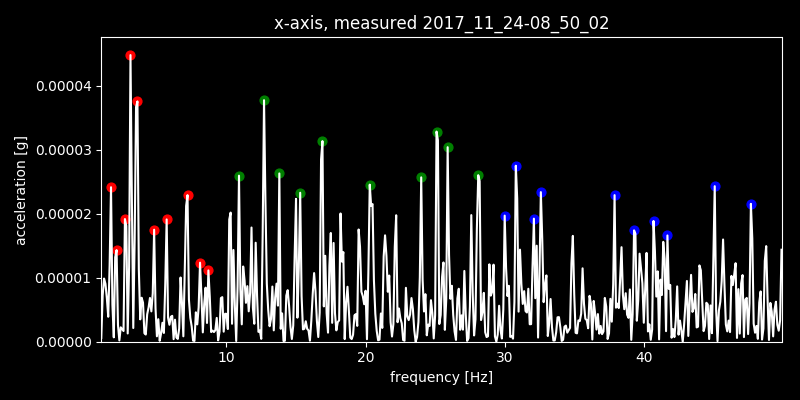 x-axis, measured 2017_11_24-08_50_02
0.00004
0.00003
0.00002
0.00001
0.00000
acceleration [g]
10 20 30 40
frequency [Hz]